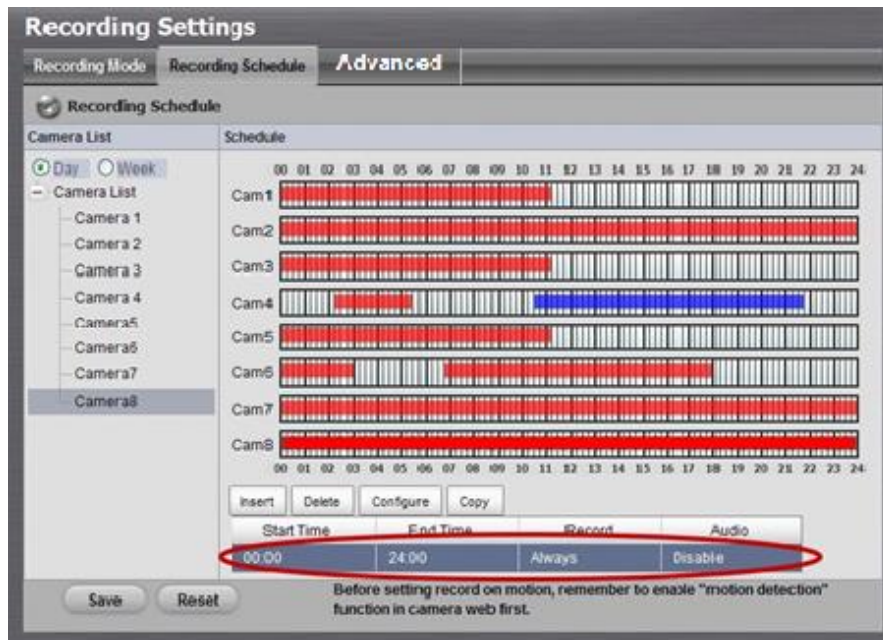 Recording Settings
Recording Mode Recording Schedule Advanced
Recording Schedule
Camera List Schedule
Day Week
Camera List
Camera 1
Camera 2
Camera 3
Camera 4
Camera5
Camera6
Camera7
Camera8
00 01 02 03 04 05 06 07 08 09 10 11 12 13 14 15 16 17 18 19 20 21 22 23 24
Cam1
Cam2
Cam3
Cam4
Cam5
Cam6
Cam7
Cam8
00 01 02 03 04 05 06 07 08 09 10 11 12 13 14 15 16 17 18 19 20 21 22 23 24
Insert Delete Configure Copy
Start Time End Time Record Audio
00:00 24:00 Always Disable
Save Reset
Before setting record on motion, remember to enable "motion detection"
function in camera web first.